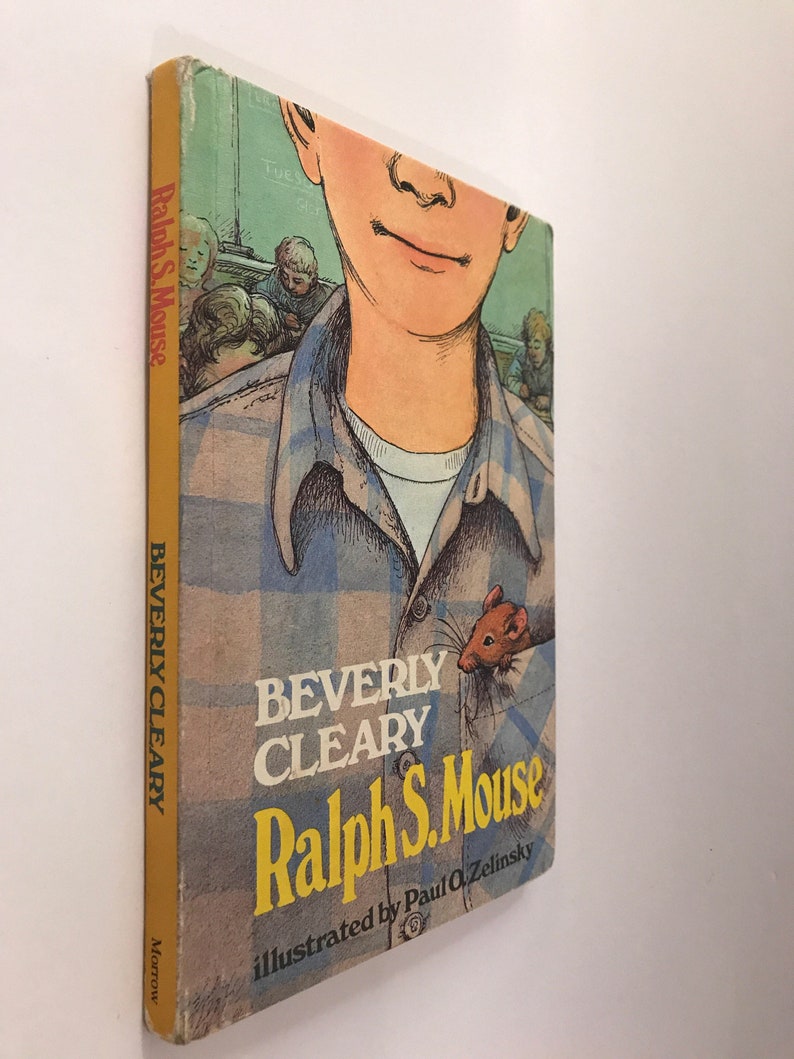 Ralph S. Mouse
BEVERLY CLEARY
Morrow
BEVERLY
CLEARY
Ralph S. Mouse
illustrated by Paul O. Zelinsky